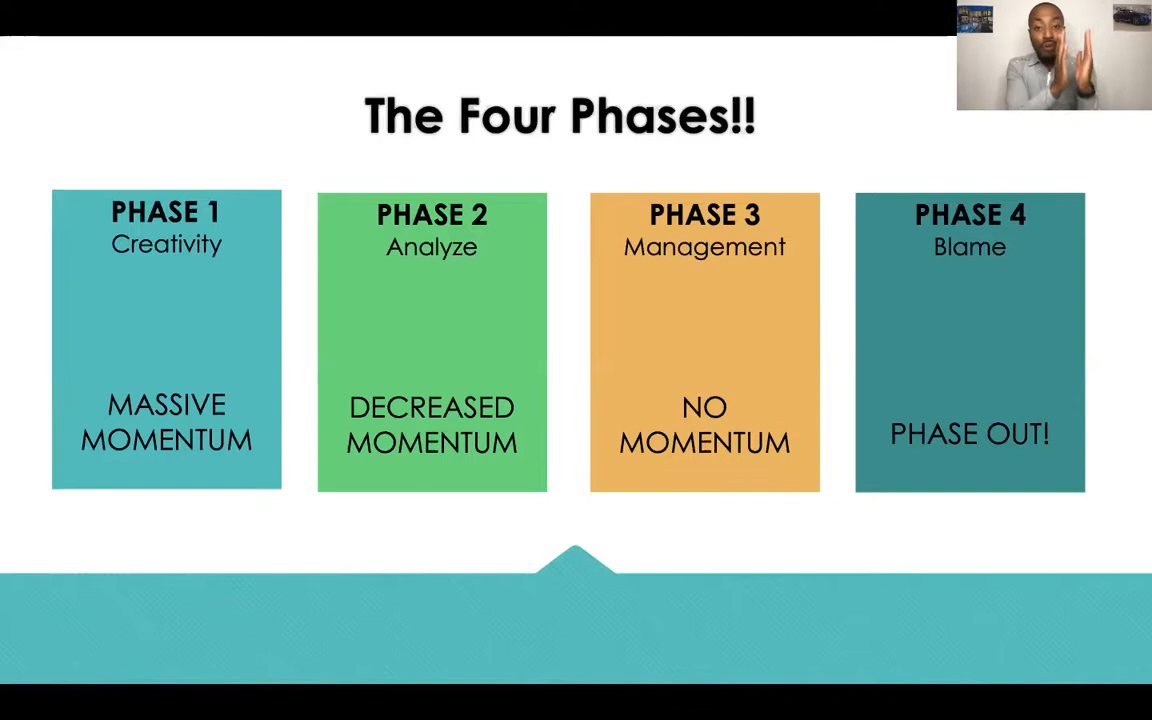 The Four Phases!!
PHASE 1
Creativity
MASSIVE
MOMENTUM
PHASE 2
Analyze
DECREASED
MOMENTUM
PHASE 3
Management
NO
MOMENTUM
PHASE 4
Blame
PHASE OUT!